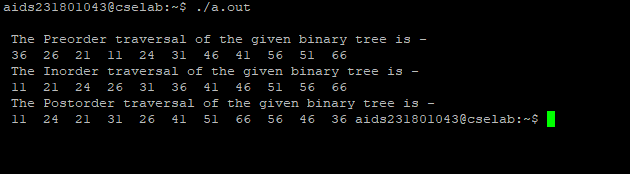 aids231801043@cselab:~$ ./a.out
The Preorder traversal of the given binary tree is -
36 26 21 11 24 31 46 41 56 51 66
The Inorder traversal of the given binary tree is -
11 21 24 26 31 36 41 46 51 56 66
The Postorder traversal of the given binary tree is -
11 24 21 31 26 41 51 66 56 46 36 aids231801043@cselab:~$